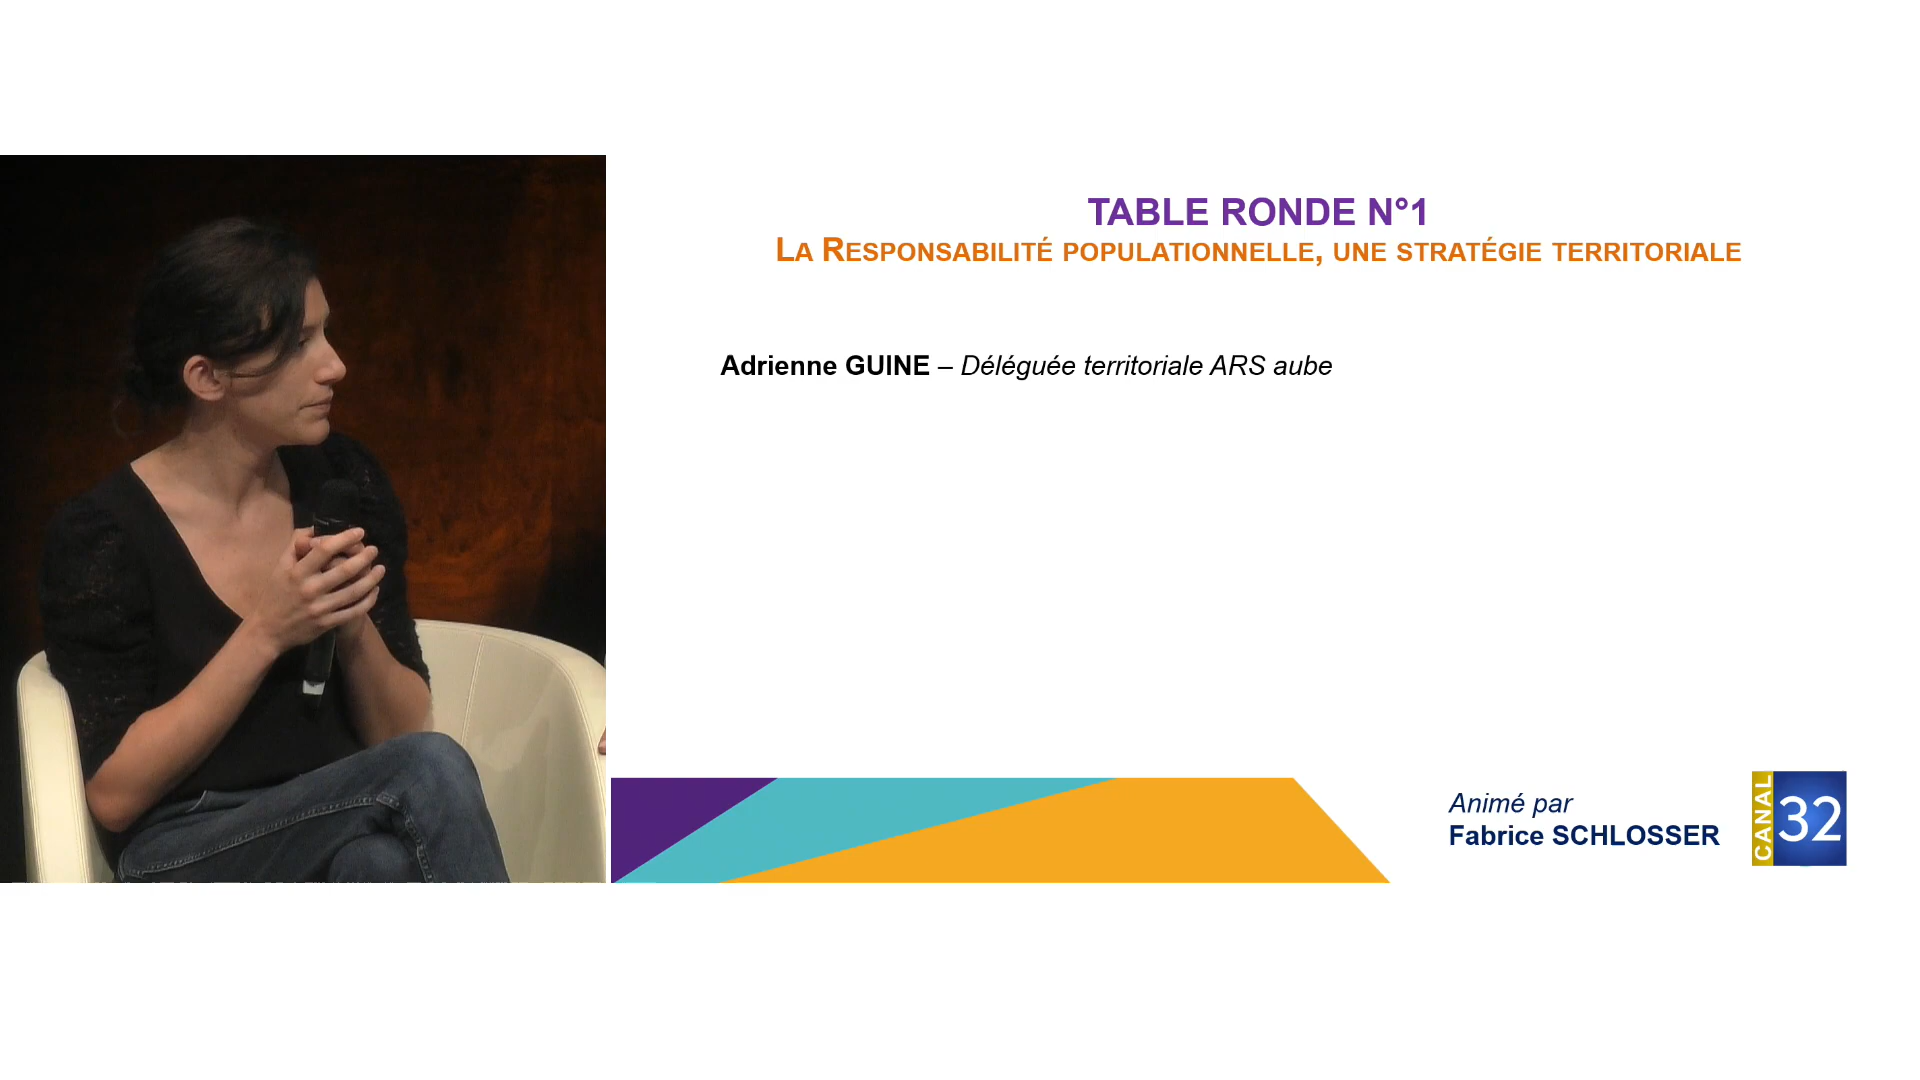 TABLE RONDE N°1
LA RESPONSABILITÉ POPULATIONNELLE, UNE STRATÉGIE TERRITORIALE
Adrienne GUINE – Déléguée territoriale ARS aube
Animé par
Fabrice SCHLOSSER
CANAL 32